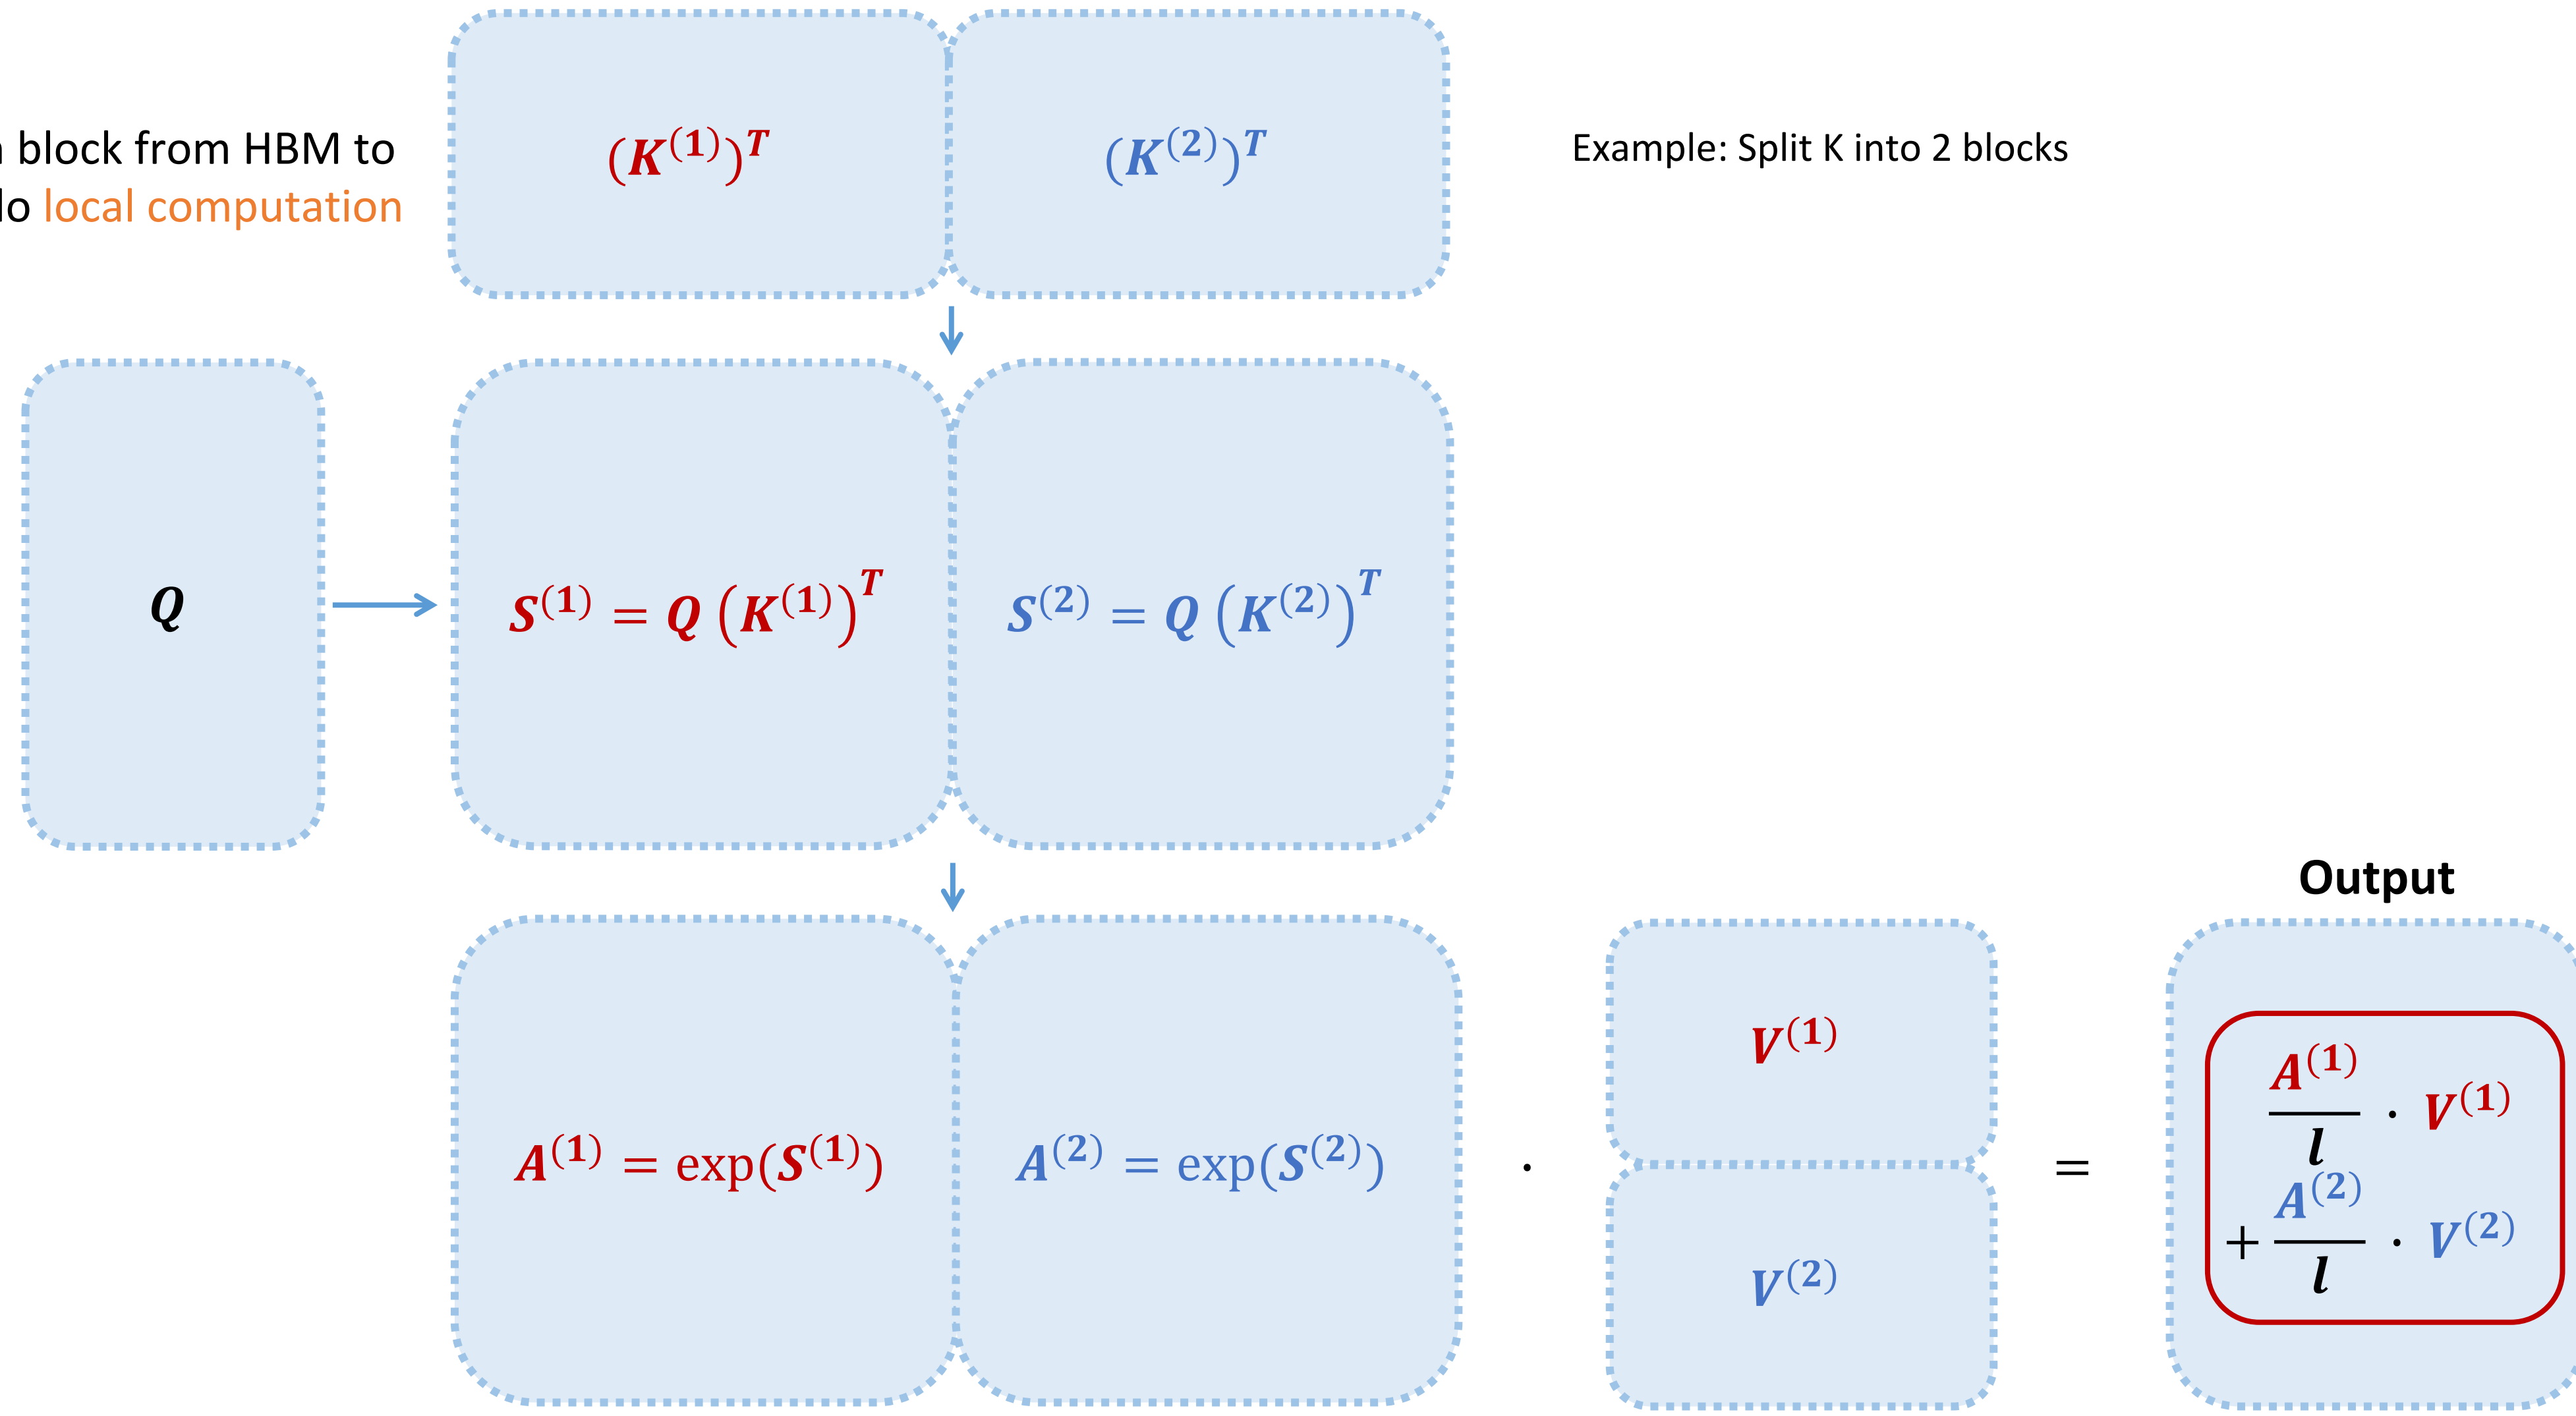 block from HBM to
local computation
(K^(1))^T
(K^(2))^T
Example: Split K into 2 blocks
Q
S^(1) = Q (K^(1))^T
S^(2) = Q (K^(2))^T
A^(1) = exp(S^(1))
A^(2) = exp(S^(2))
·
V^(1)
V^(2)
=
Output
A^(1)/l · V^(1)
+ A^(2)/l · V^(2)